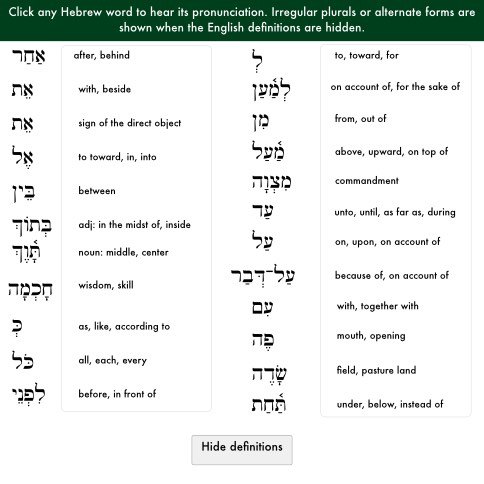 Click any Hebrew word to hear its pronunciation. Irregular plurals or alternate forms are
shown when the English definitions are hidden.
אַחַר after, behind
אֵת with, beside
אֵת sign of the direct object
אֶל to toward, in, into
בֵּין between
בְּתוֹךְ adj: in the midst of, inside
תָּ֫וֶךְ noun: middle, center
חָכְמָה wisdom, skill
כְּ as, like, according to
כֹּל all, each, every
לִפְנֵי before, in front of
לְ to, toward, for
לְמַ֫עַן on account of, for the sake of
מִן from, out of
מַ֫עַל above, upward, on top of
מִצְוָה commandment
עַד unto, until, as far as, during
עַל on, upon, on account of
עַל־דְּבַר because of, on account of
עִם with, together with
פֶּה mouth, opening
שָׂדֶה field, pasture land
תַּ֫חַת under, below, instead of
Hide definitions